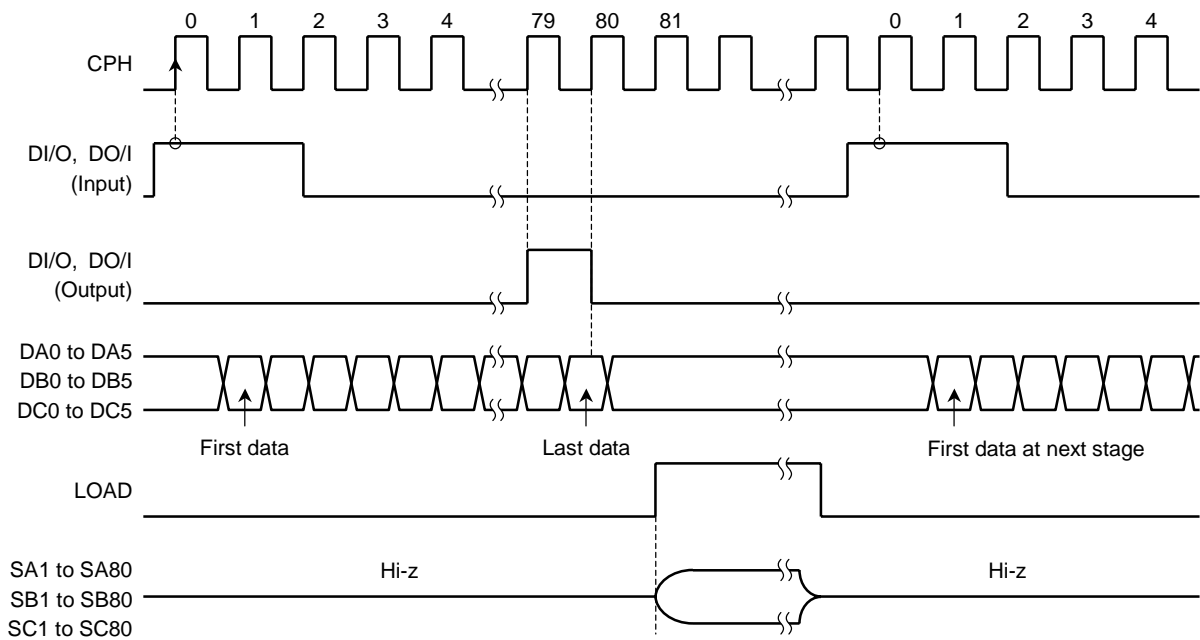 0 1 2 3 4 79 80 81 0 1 2 3 4
CPH
DI/O, DO/I
(Input)
DI/O, DO/I
(Output)
DA0 to DA5
DB0 to DB5
DC0 to DC5
First data Last data First data at next stage
LOAD
SA1 to SA80
Hi-z Hi-z
SB1 to SB80
SC1 to SC80